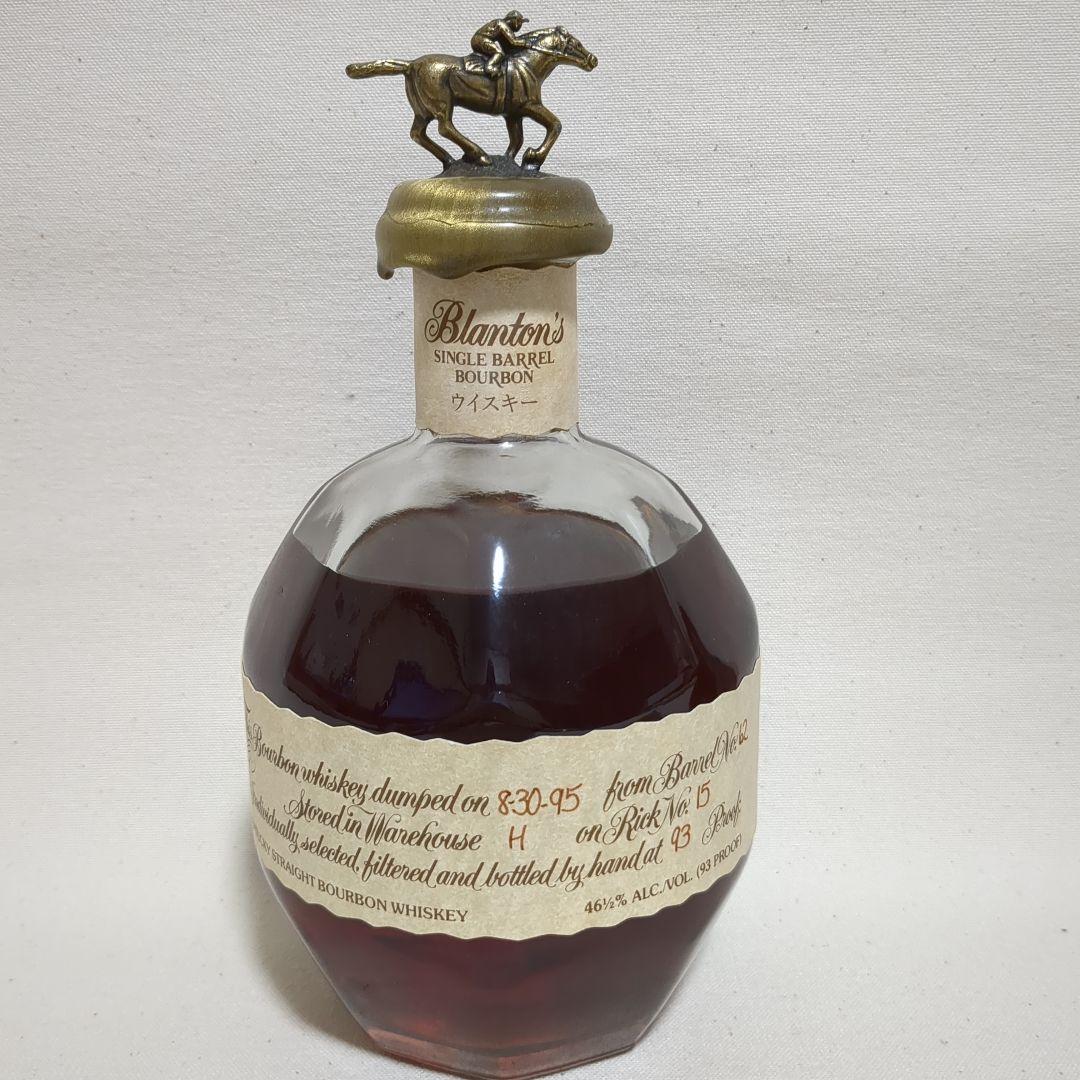 Blanton's
SINGLE BARREL
BOURBON
ウイスキー
Bourbon whiskey dumped on 8-30-95 from Barrel No. 62
Stored in Warehouse H on Rick No. 15
Individually selected, filtered and bottled by hand at 93 Proof.
STRAIGHT BOURBON WHISKEY 46½% ALC./VOL. (93 PROOF)